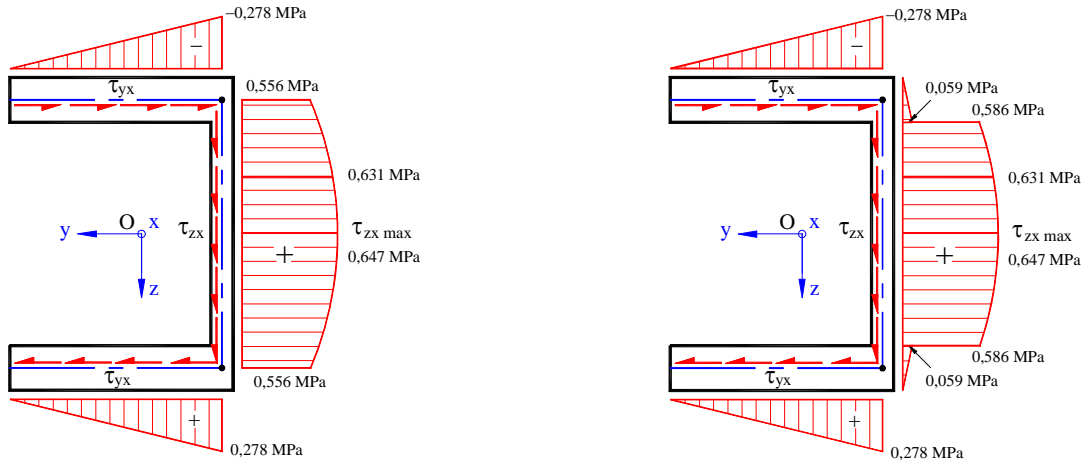 −0,278 MPa
−
τyx
0,556 MPa
0,631 MPa
O x
y
z
τzx
τzx max
0,647 MPa
+
τyx
0,556 MPa
+
0,278 MPa
−0,278 MPa
−
τyx
0,059 MPa
0,586 MPa
0,631 MPa
O x
y
z
τzx
τzx max
0,647 MPa
+
0,586 MPa
τyx
0,059 MPa
+
0,278 MPa